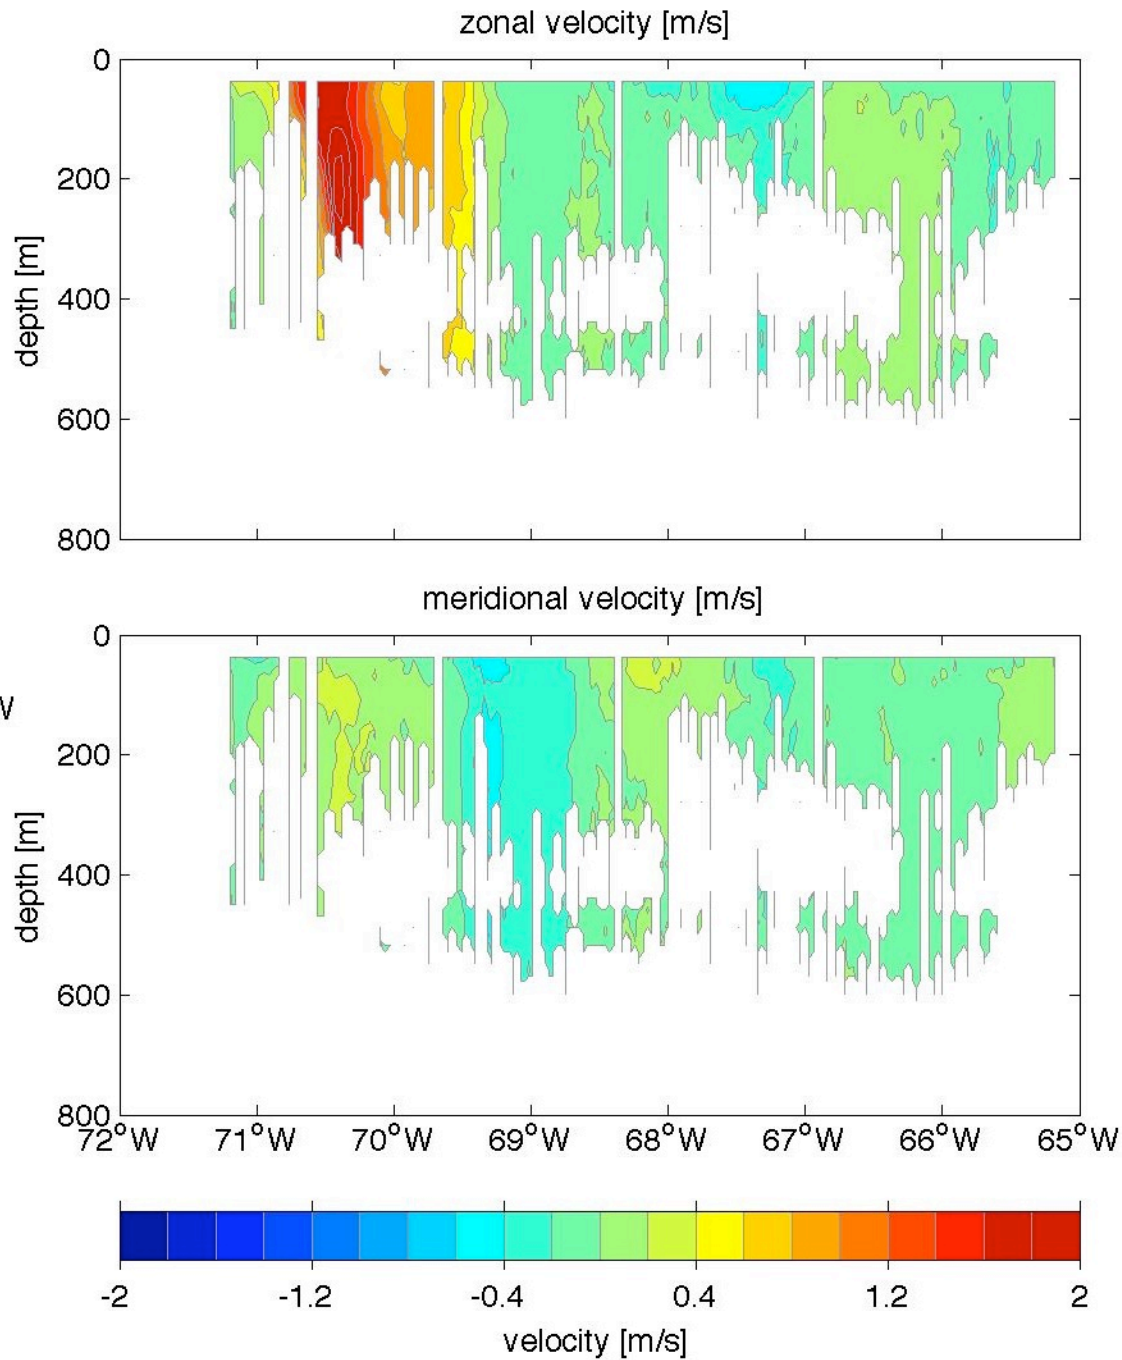 zonal velocity [m/s]
0
200
400
600
800
depth [m]
meridional velocity [m/s]
0
W
200
400
600
800
depth [m]
72°W 71°W 70°W 69°W 68°W 67°W 66°W 65°W
-2 -1.2 -0.4 0.4 1.2 2
velocity [m/s]